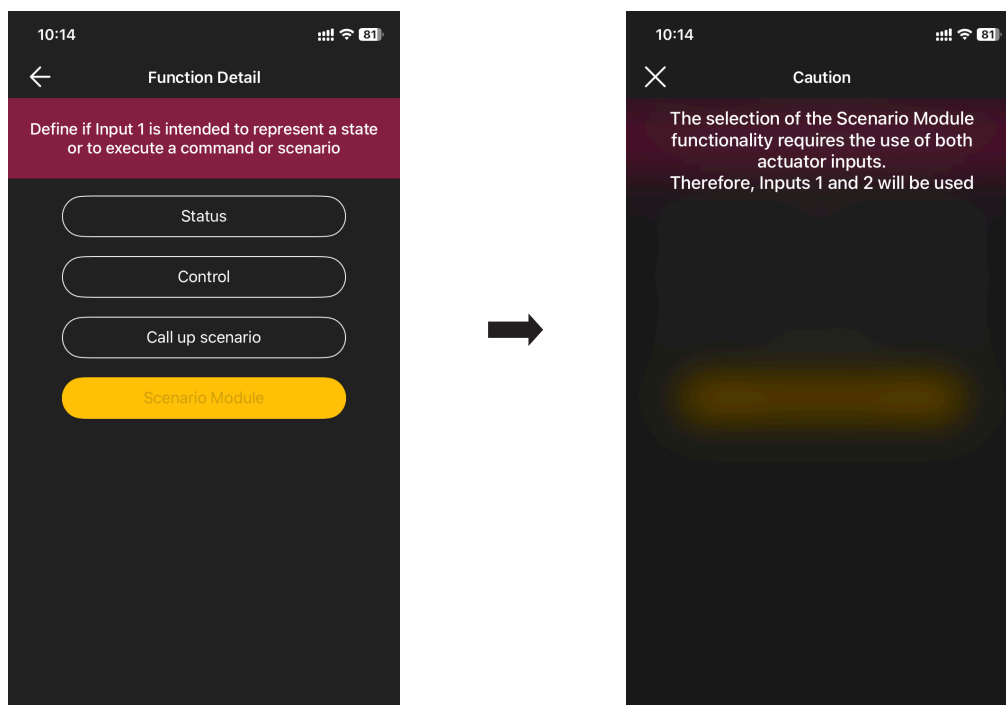 10:14
81
Function Detail
Define if Input 1 is intended to represent a state
or to execute a command or scenario
Status
Control
Call up scenario
Scenario Module
10:14
81
Caution
The selection of the Scenario Module
functionality requires the use of both
actuator inputs.
Therefore, Inputs 1 and 2 will be used